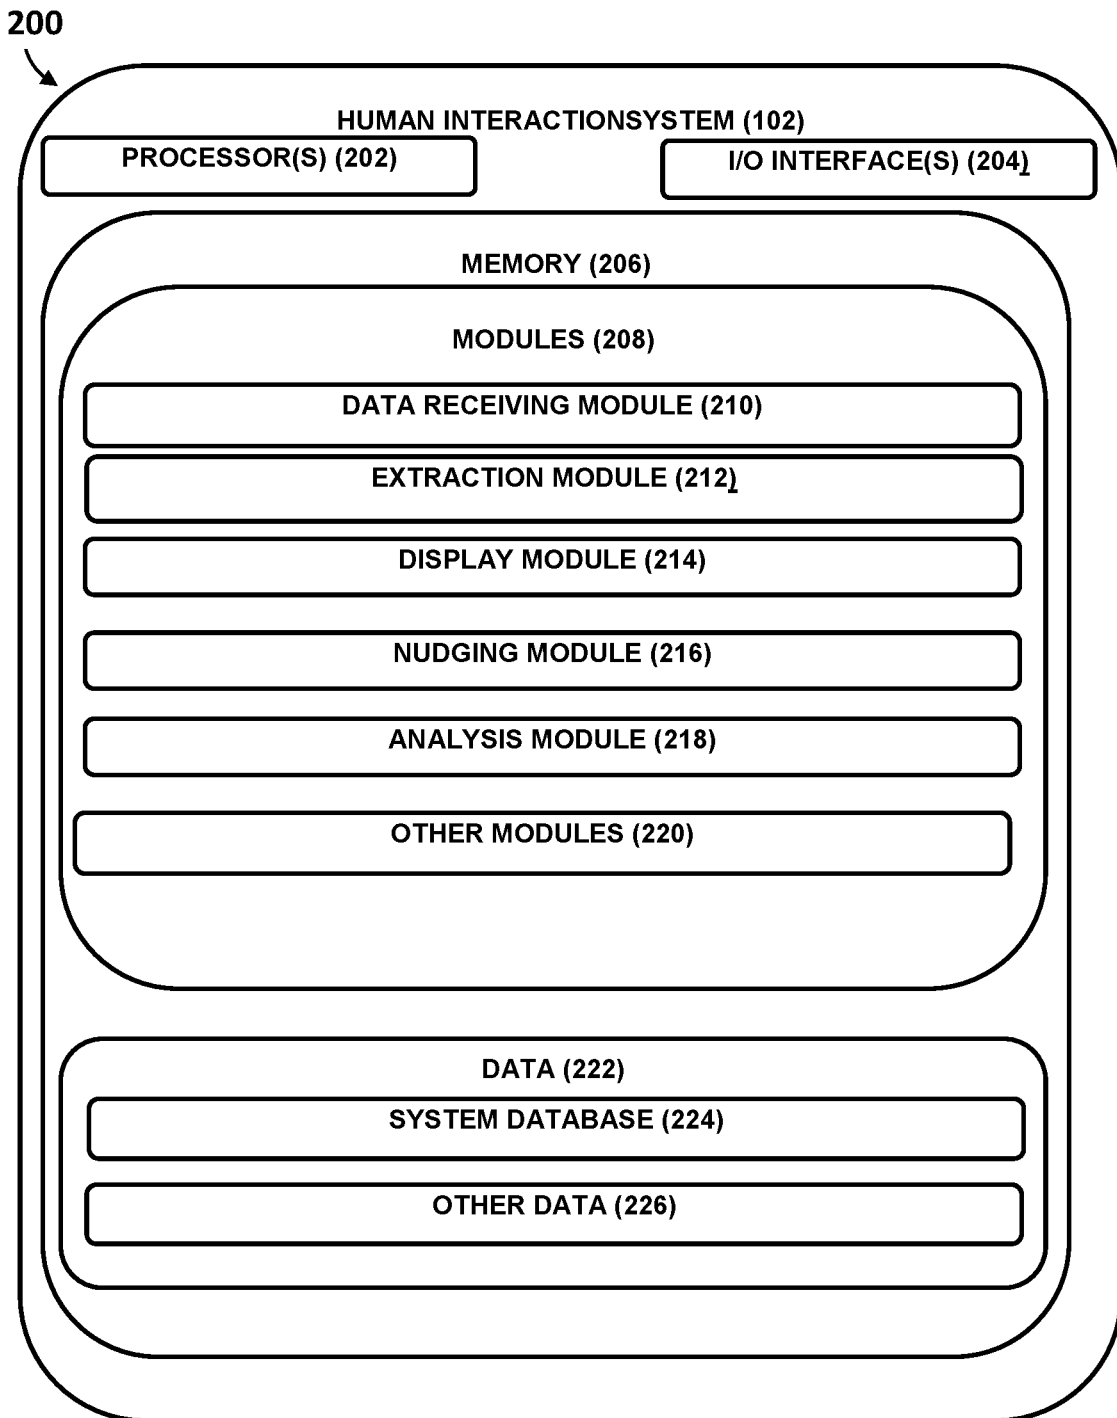 200
HUMAN INTERACTIONSYSTEM (102)
PROCESSOR(S) (202)
I/O INTERFACE(S) (204)
MEMORY (206)
MODULES (208)
DATA RECEIVING MODULE (210)
EXTRACTION MODULE (212)
DISPLAY MODULE (214)
NUDGING MODULE (216)
ANALYSIS MODULE (218)
OTHER MODULES (220)
DATA (222)
SYSTEM DATABASE (224)
OTHER DATA (226)